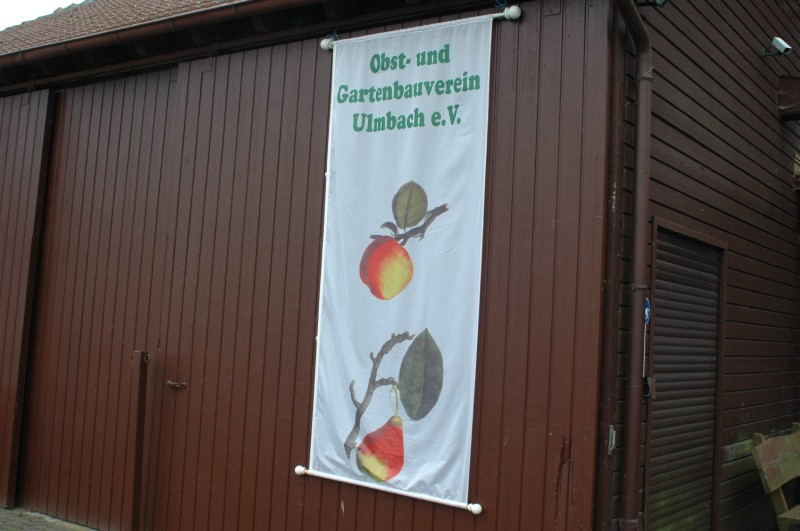 Obst- und
Gartenbauverein
Ulmbach e.V.